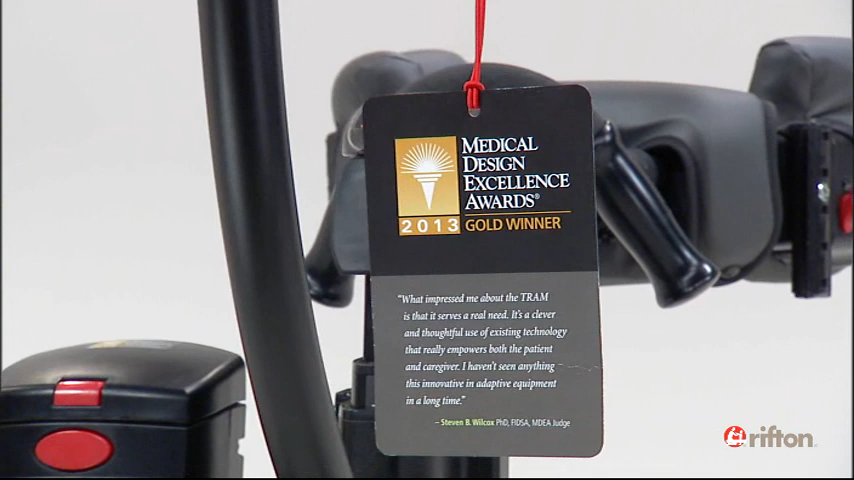 MEDICAL
DESIGN
EXCELLENCE
AWARDS®
2013 GOLD WINNER
“What impressed me about the TRAM
is that it serves a real need. It’s a clever
and thoughtful use of existing technology
that really empowers both the patient
and caregiver. I haven’t seen anything
this innovative in adaptive equipment
in a long time.”
– Steven B. Wilcox PhD, FIDSA, MDEA Judge
rifton